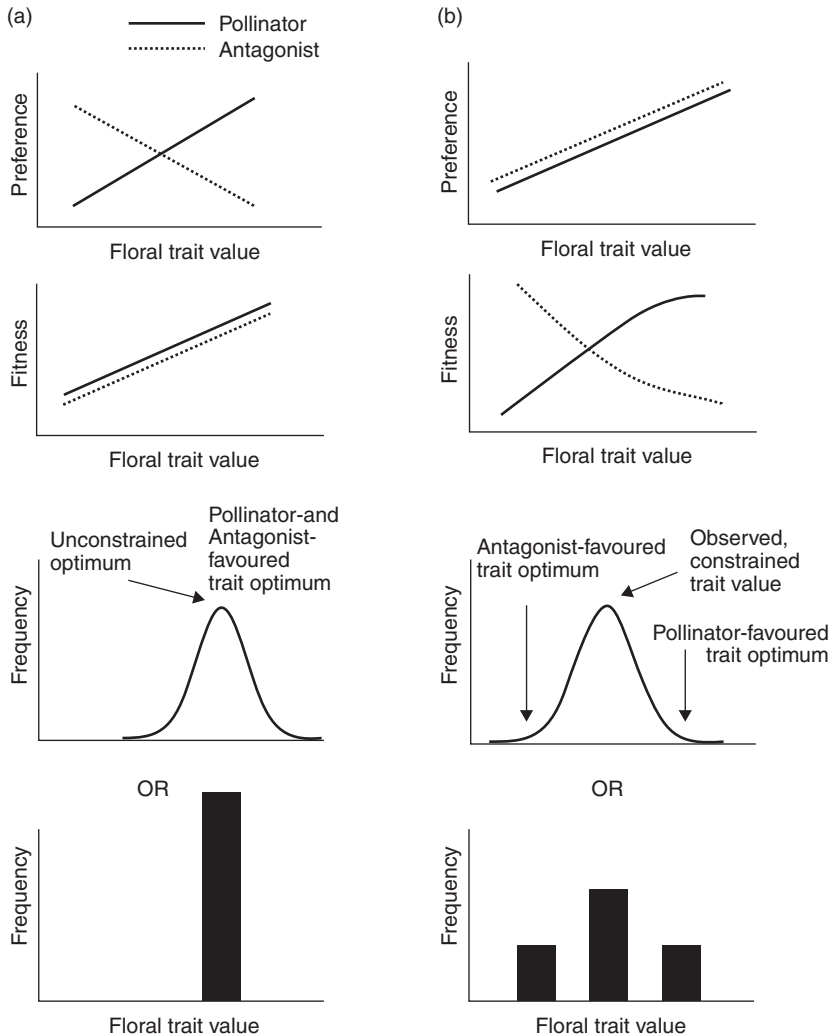 (a)
Pollinator
Antagonist
Preference
Floral trait value
Fitness
Floral trait value
Unconstrained
optimum
Pollinator-and
Antagonist-
favoured
trait optimum
Frequency
OR
Frequency
Floral trait value
(b)
Preference
Floral trait value
Fitness
Floral trait value
Antagonist-favoured
trait optimum
Observed,
constrained
trait value
Pollinator-favoured
trait optimum
Frequency
OR
Frequency
Floral trait value